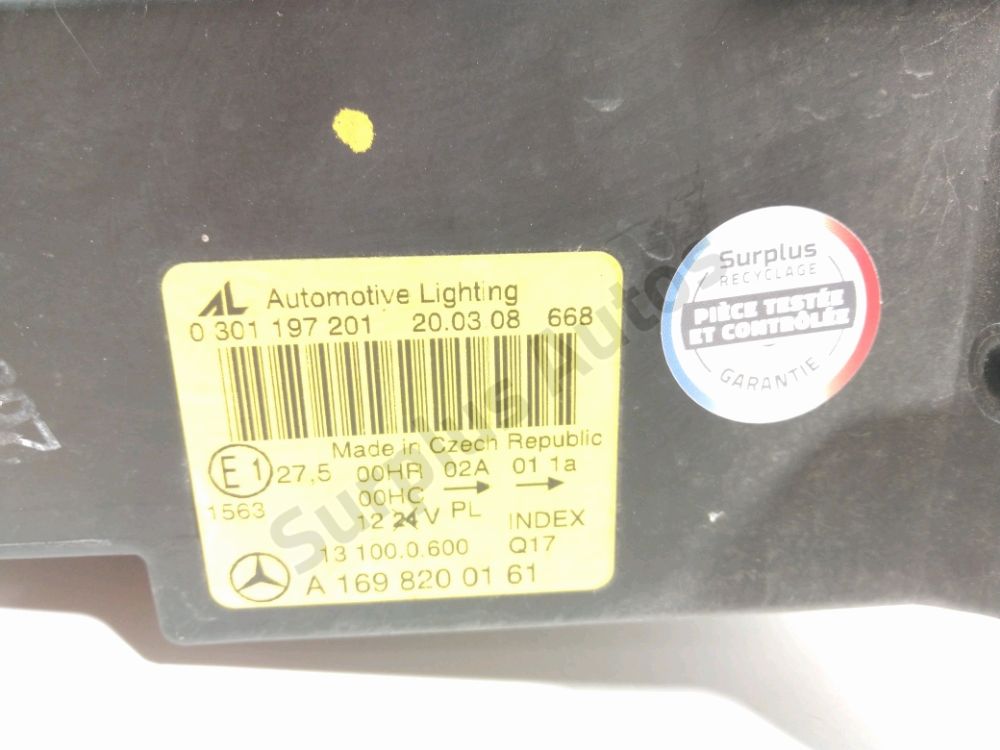 AL Automotive Lighting
0 301 197 201 20.03 08 668
Made in Czech Republic
E1 27,5 00HR 02A 01 1a
00HC → →
1563
12 24 V PL INDEX
13 100.0.600 Q17
A 169 820 01 61
Surplus
RECYCLAGE
PIÈCE TESTÉE
ET CONTRÔLÉE
GARANTIE
Surplus Autos